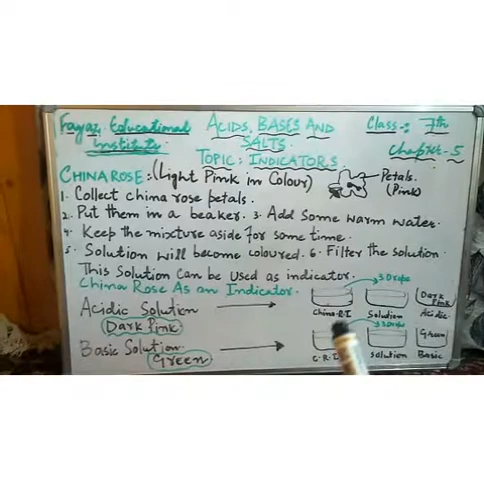 Fayaz Educational Institute
ACIDS, BASES AND SALTS.
Class-: 7th
Chapter-5
TOPIC: INDICATORS.
CHINA ROSE:(Light Pink in Colour)
Petals. (Pink)
1. Collect china rose petals.
2. Put them in a beaker. 3. Add Some warm water.
4. Keep the mixture aside for some time.
5. Solution will become coloured. 6. Filter the solution.
This Solution Can be used as indicator.
China Rose As an Indicator.
3 Drops
Acidic Solution
Dark Pink
China-R.I
Solution
Dark Pink
Acidic
3 Drops
Basic Solution.
Green
C.R.I
Solution
Green
Basic